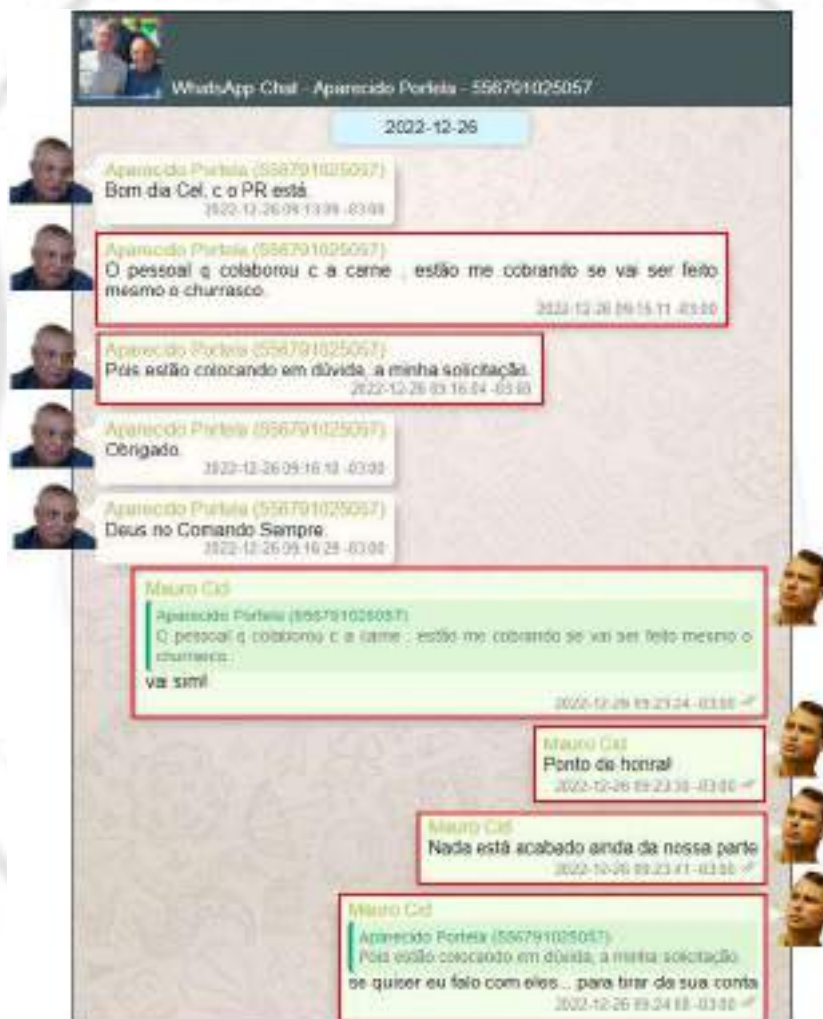 WhatsApp Chat - Aparecido Portela - 556791025057
2022-12-26
Aparecido Portela (556791025057)
Bom dia Cel, c o PR está.
2022-12-26 09:13:09 -03:00
Aparecido Portela (556791025057)
O pessoal q colaborou c a carne , estão me cobrando se vai ser feito
mesmo o churrasco.
2022-12-26 09:15:11 -03:00
Aparecido Portela (556791025057)
Pois estão colocando em dúvida, a minha solicitação.
2022-12-26 09:16:04 -03:00
Aparecido Portela (556791025057)
Obrigado.
2022-12-26 09:16:10 -03:00
Aparecido Portela (556791025057)
Deus no Comando Sempre.
2022-12-26 09:16:29 -03:00
Mauro Cid
Aparecido Portela (556791025057)
O pessoal q colaborou c a carne , estão me cobrando se vai ser feito mesmo o
churrasco.
vai sim!
2022-12-26 09:23:24 -03:00
Mauro Cid
Ponto de honra!
2022-12-26 09:23:30 -03:00
Mauro Cid
Nada está acabado ainda da nossa parte
2022-12-26 09:23:41 -03:00
Mauro Cid
Aparecido Portela (556791025057)
Pois estão colocando em dúvida, a minha solicitação.
se quiser eu falo com eles... para tirar da sua conta
2022-12-26 09:24:08 -03:00